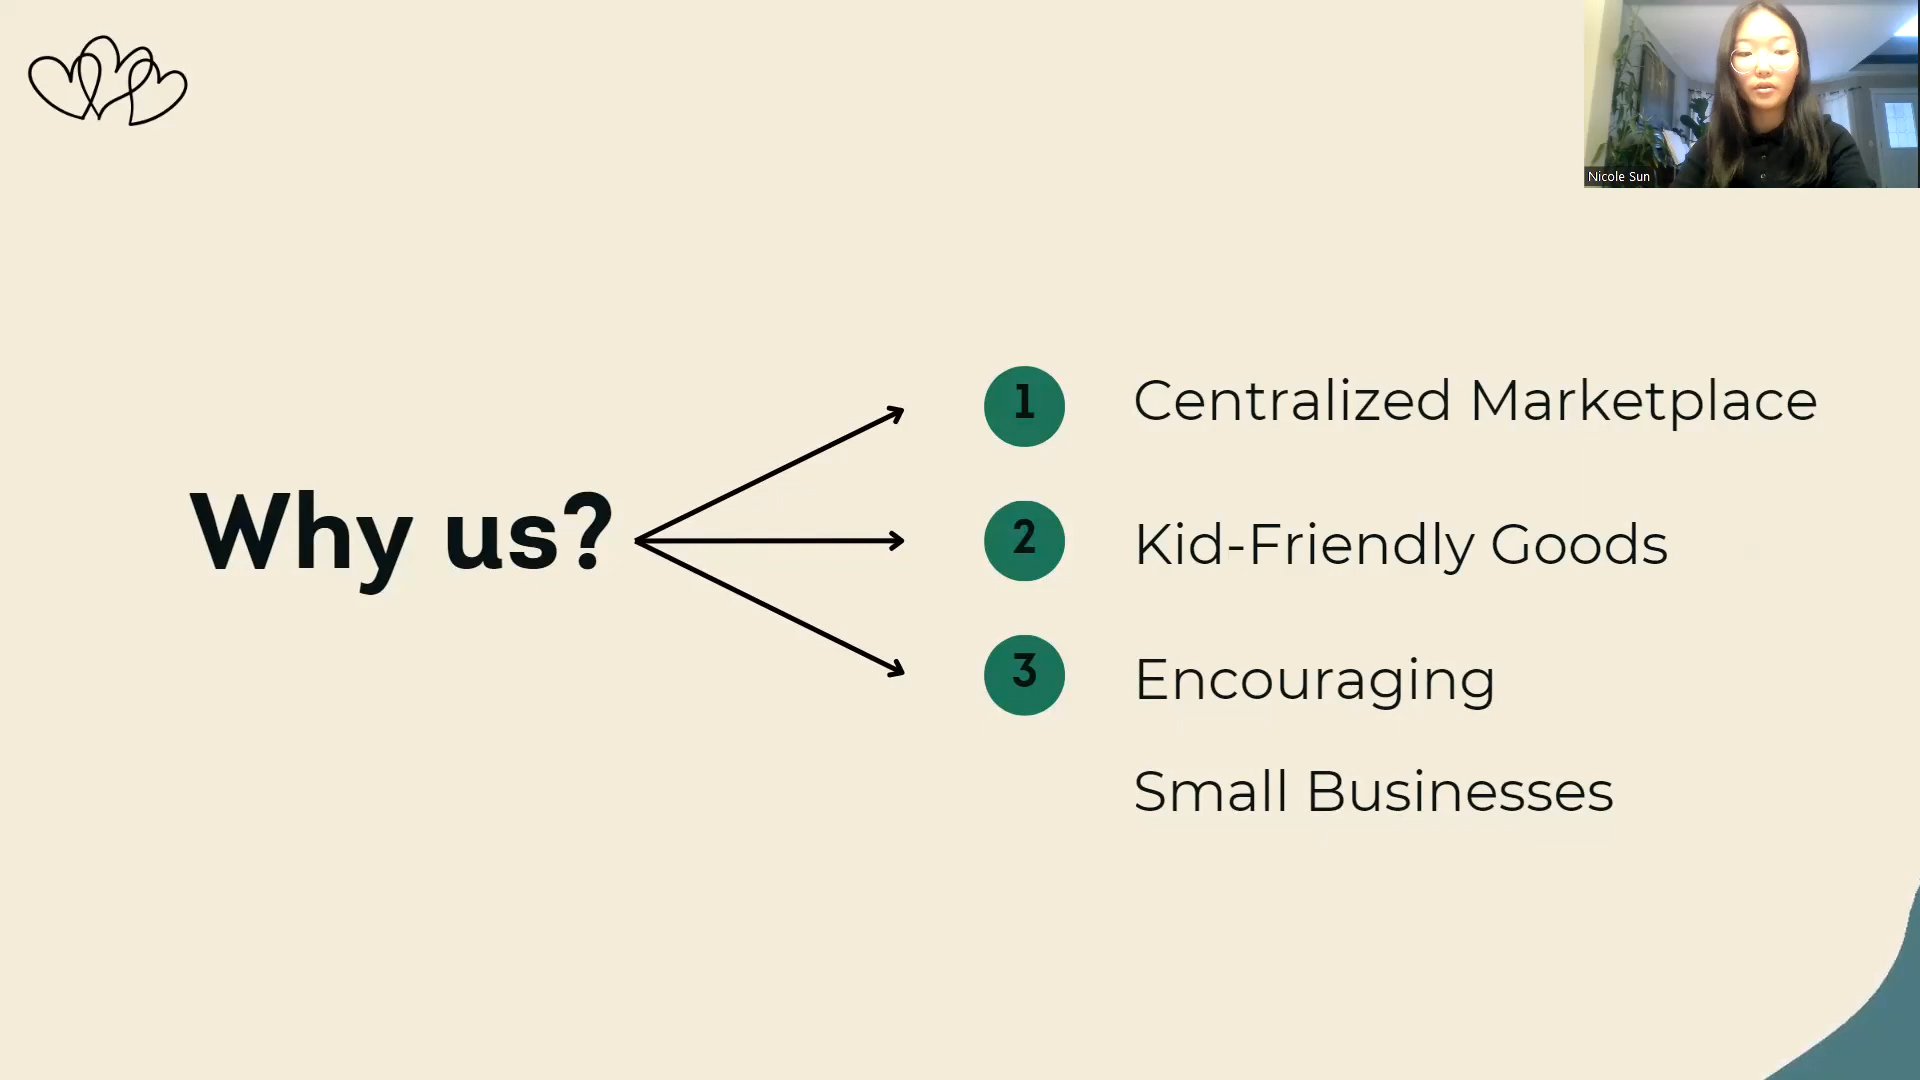 Nicole Sun
Why us?
1 Centralized Marketplace
2 Kid-Friendly Goods
3 Encouraging
Small Businesses